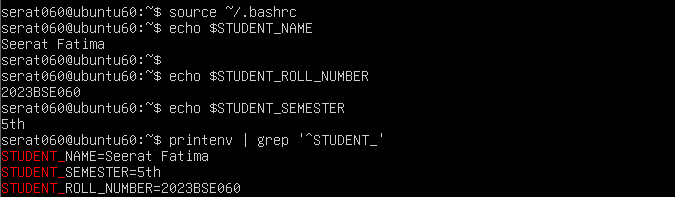 serat060@ubuntu60:~$ source ~/.bashrc
serat060@ubuntu60:~$ echo $STUDENT_NAME
Seerat Fatima
serat060@ubuntu60:~$
serat060@ubuntu60:~$ echo $STUDENT_ROLL_NUMBER
2023BSE060
serat060@ubuntu60:~$ echo $STUDENT_SEMESTER
5th
serat060@ubuntu60:~$ printenv | grep '^STUDENT_'
STUDENT_NAME=Seerat Fatima
STUDENT_SEMESTER=5th
STUDENT_ROLL_NUMBER=2023BSE060